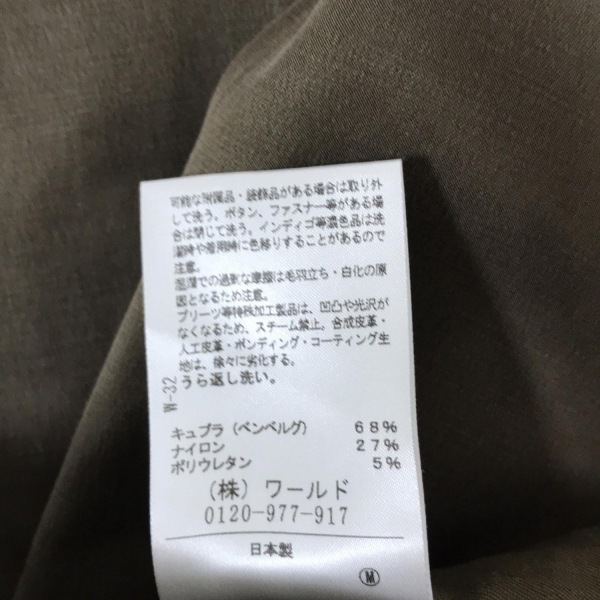 可能な附属品・装飾品がある場合は取り外
して洗う。ボタン、ファスナー等がある場
合は閉じて洗う。インディゴ等濃色品は洗
濯時や着用時に色移りすることがあるので
注意。
湿潤での過激な摩擦は毛羽立ち・白化の原
因となるため注意。
プリーツ等特殊加工製品は、凹凸や光沢が
なくなるため、スチーム禁止。合成皮革・
人工皮革・ボンディング・コーティング生
地は、徐々に劣化する。
うら返し洗い。
W-32
キュプラ（ベンベルグ） 68%
ナイロン 27%
ポリウレタン 5%
（株）ワールド
0120-977-917
日本製
M